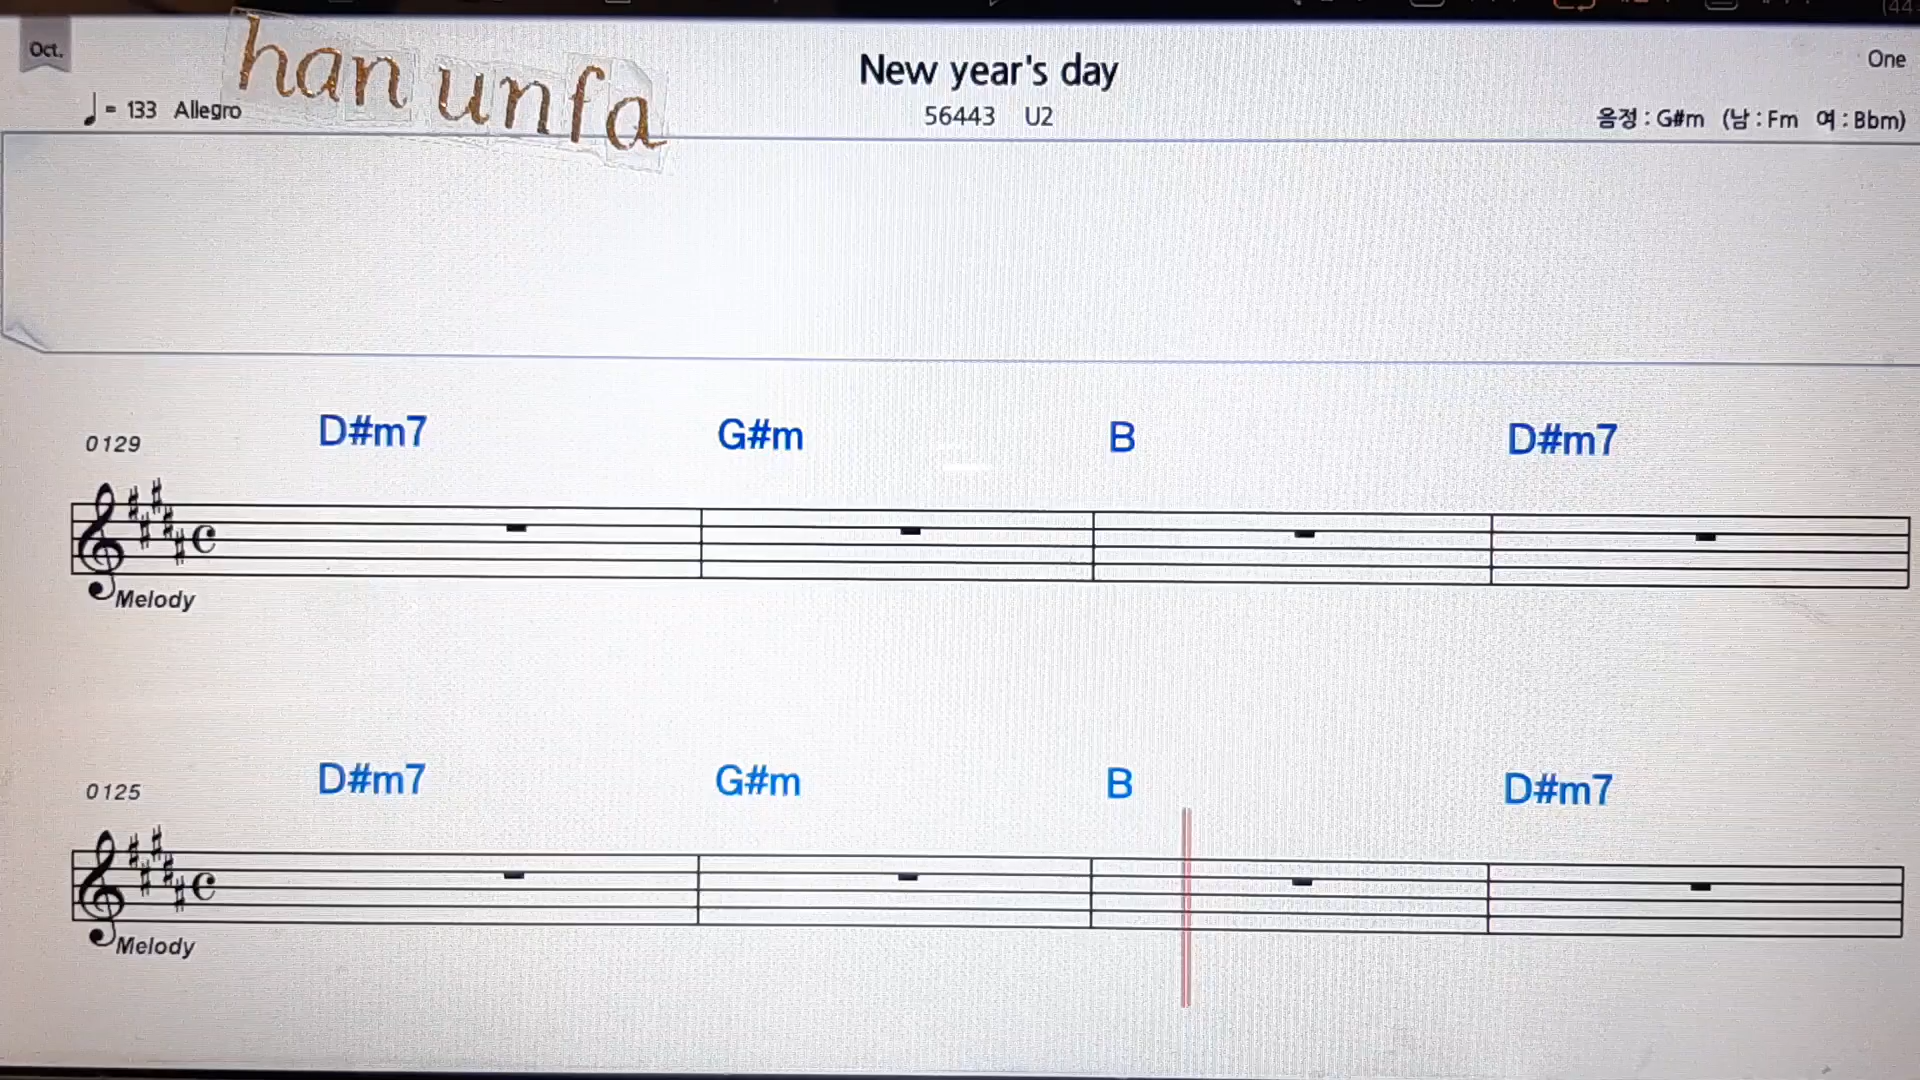 Oct.
han unfa
New year's day
One
♩= 133 Allegro
56443 U2
음정 : G#m (남 : Fm 여 : Bbm)
0129
D#m7 G#m B D#m7
Melody
0125
D#m7 G#m B D#m7
Melody